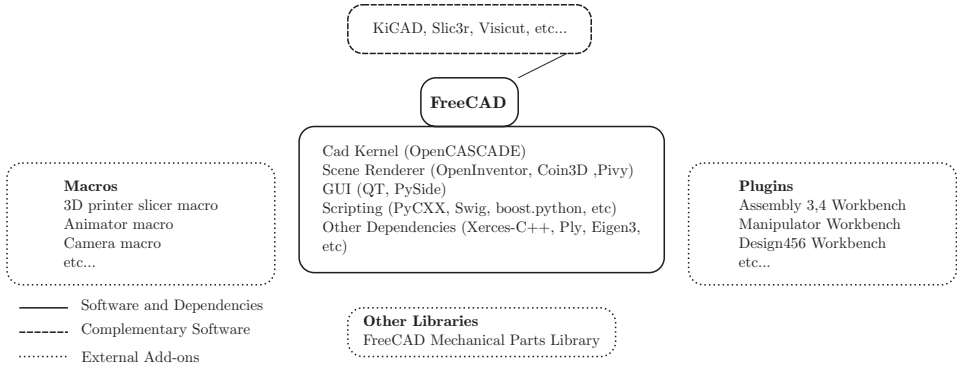 KiCAD, Slic3r, Visicut, etc...
FreeCAD
Cad Kernel (OpenCASCADE)
Scene Renderer (OpenInventor, Coin3D ,Pivy)
GUI (QT, PySide)
Scripting (PyCXX, Swig, boost.python, etc)
Other Dependencies (Xerces-C++, Ply, Eigen3,
etc)
Macros
3D printer slicer macro
Animator macro
Camera macro
etc...
Plugins
Assembly 3,4 Workbench
Manipulator Workbench
Design456 Workbench
etc...
Software and Dependencies
Complementary Software
External Add-ons
Other Libraries
FreeCAD Mechanical Parts Library